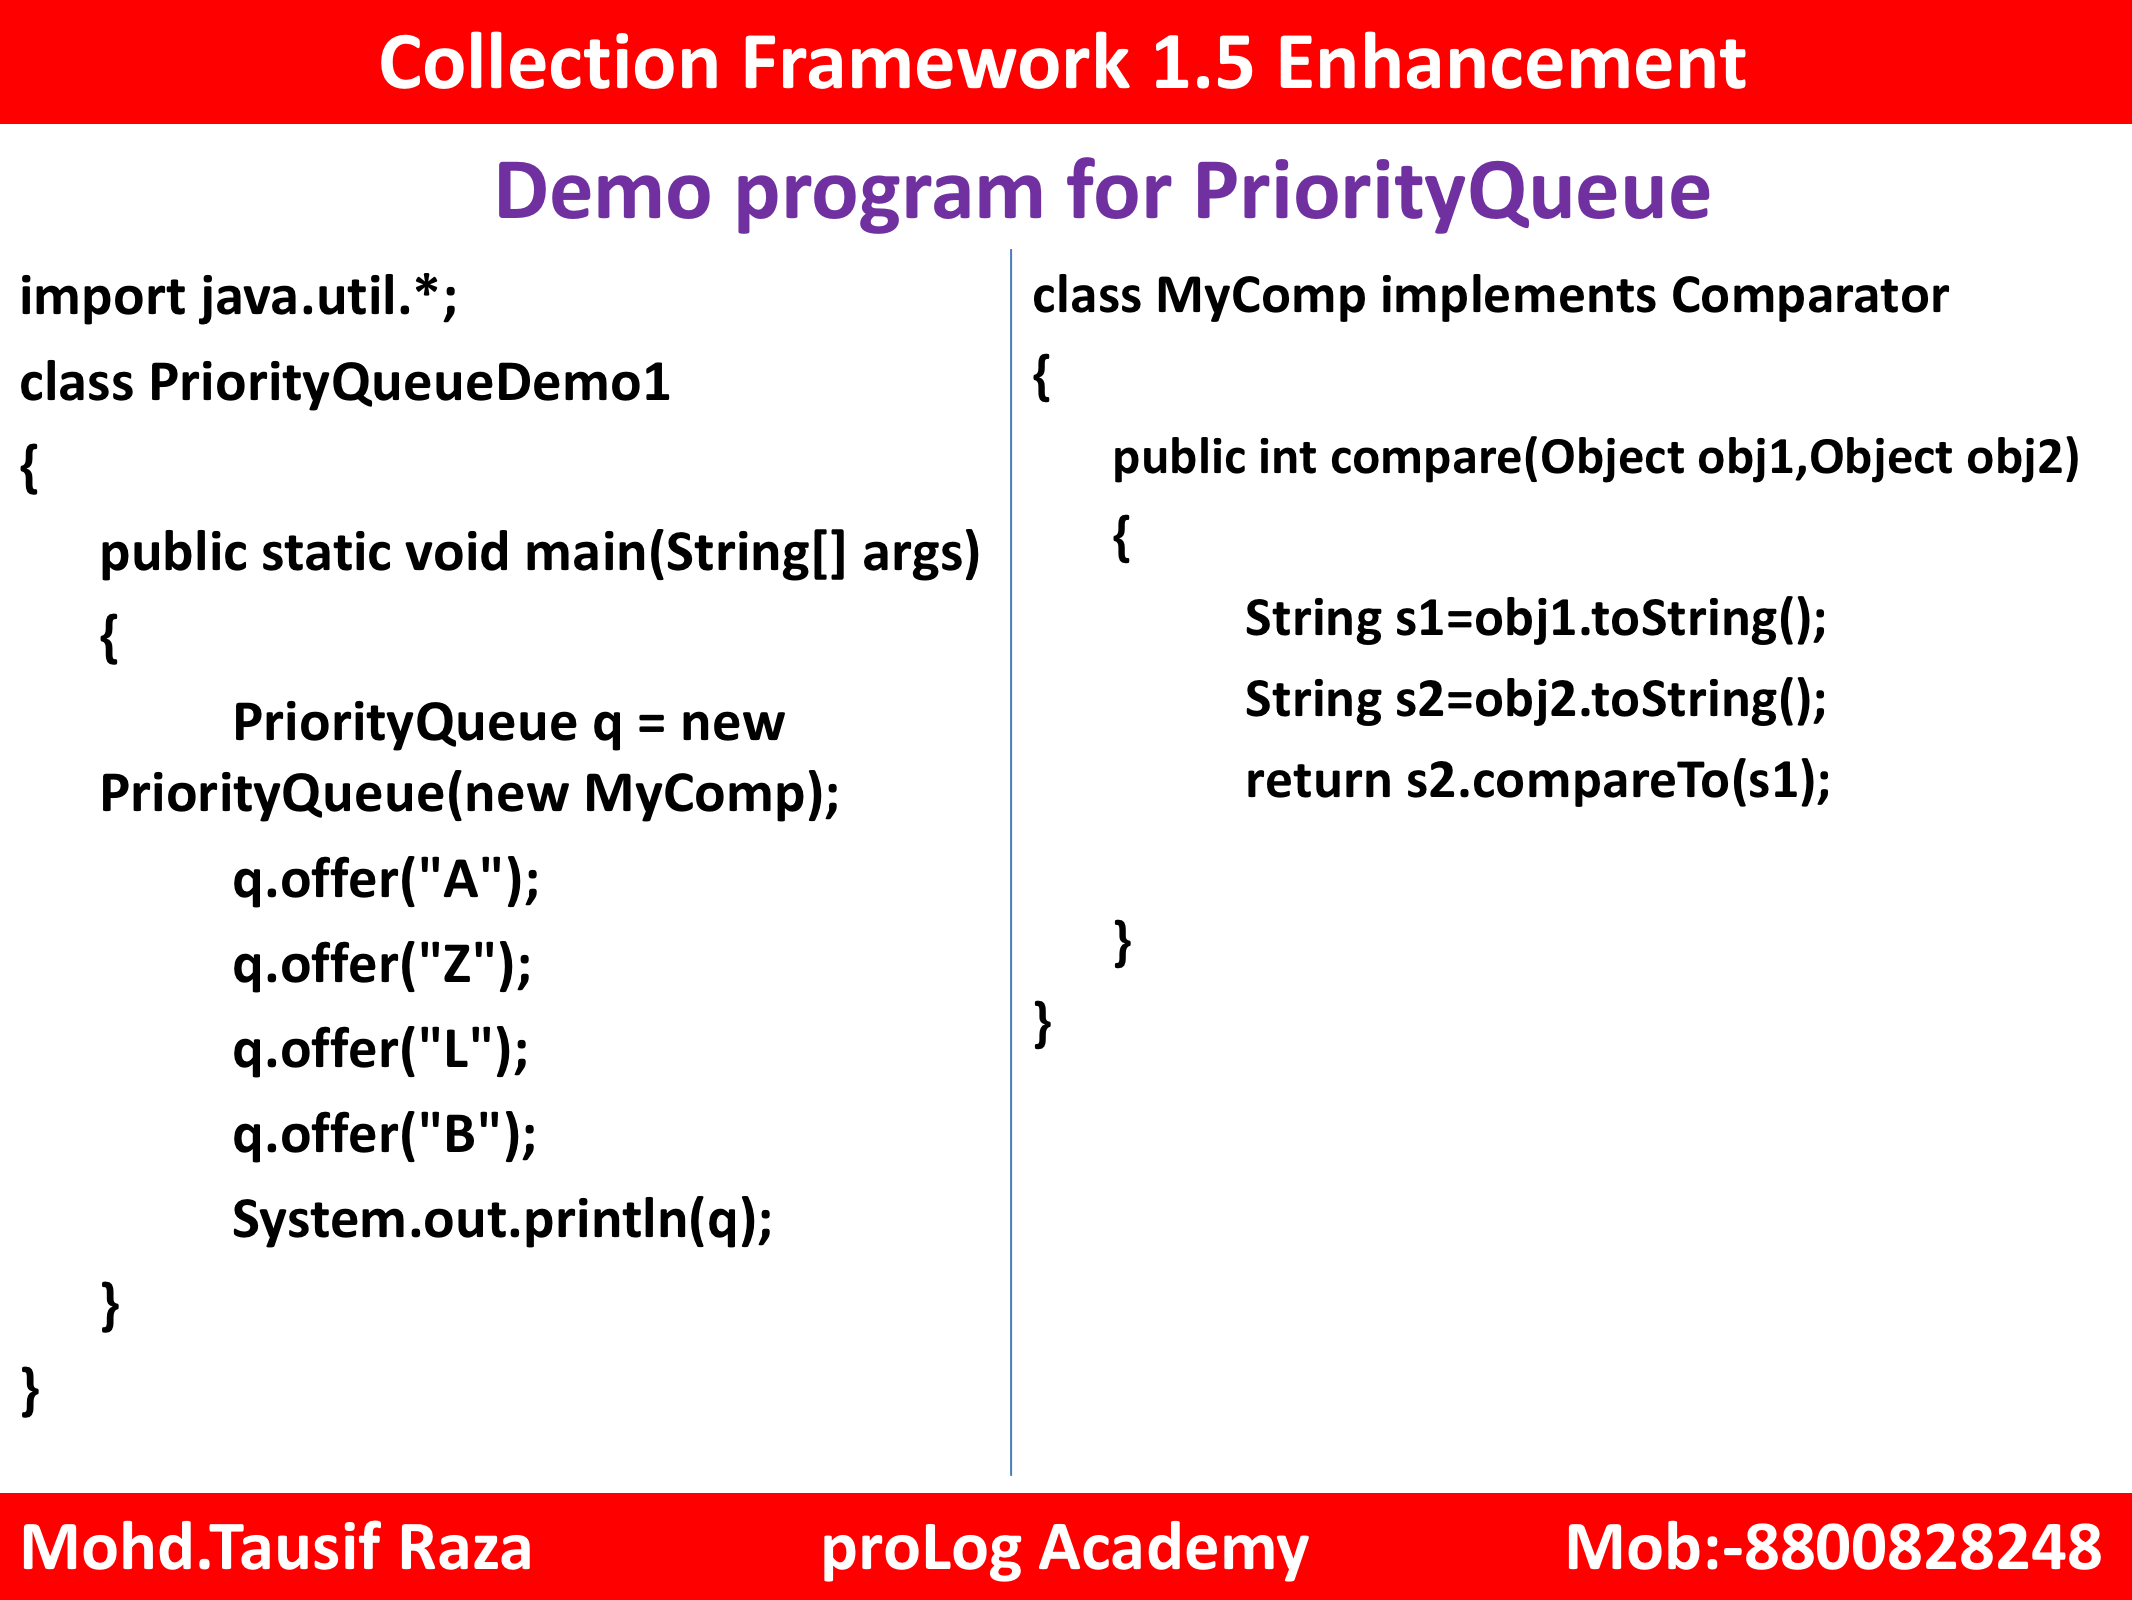 Collection Framework 1.5 Enhancement
Demo program for PriorityQueue
import java.util.*;
class PriorityQueueDemo1
{
public static void main(String[] args)
{
PriorityQueue q = new
PriorityQueue(new MyComp);
q.offer("A");
q.offer("Z");
q.offer("L");
q.offer("B");
System.out.println(q);
}
}
class MyComp implements Comparator
{
public int compare(Object obj1,Object obj2)
{
String s1=obj1.toString();
String s2=obj2.toString();
return s2.compareTo(s1);
}
}
Mohd.Tausif Raza proLog Academy Mob:-8800828248